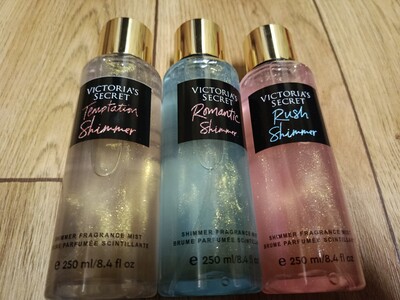 VICTORIA'S
SECRET
Temptation
Shimmer
SHIMMER FRAGRANCE MIST
BRUME PARFUMÉE SCINTILLANTE
e 250 ml/8.4 fl oz
VICTORIA'S
SECRET
Romantic
Shimmer
SHIMMER FRAGRANCE MIST
BRUME PARFUMÉE SCINTILLANTE
e 250 ml/8.4 fl oz
VICTORIA'S
SECRET
Rush
Shimmer
SHIMMER FRAGRANCE MIST
BRUME PARFUMÉE SCINTILLANTE
e 250 ml/8.4 fl oz